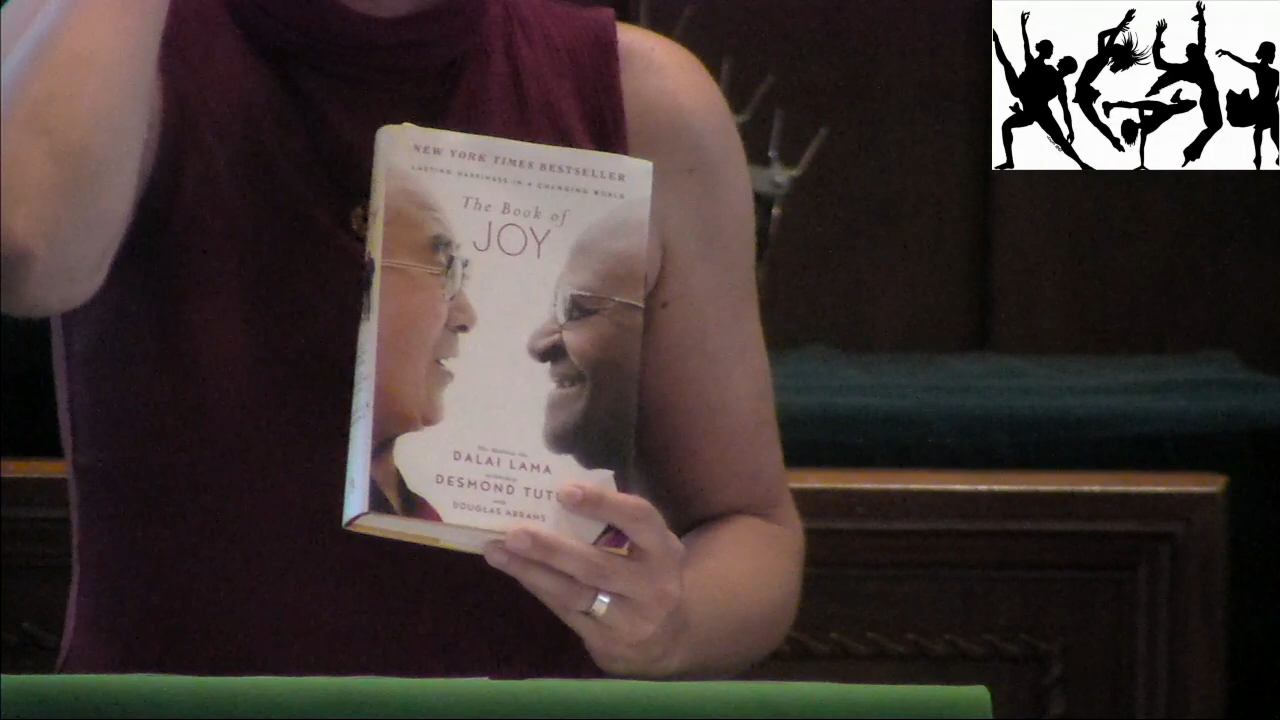 NEW YORK TIMES BESTSELLER
LASTING HAPPINESS IN A CHANGING WORLD
The Book of
JOY
DALAI LAMA
DESMOND TUTU
DOUGLAS ABRAMS